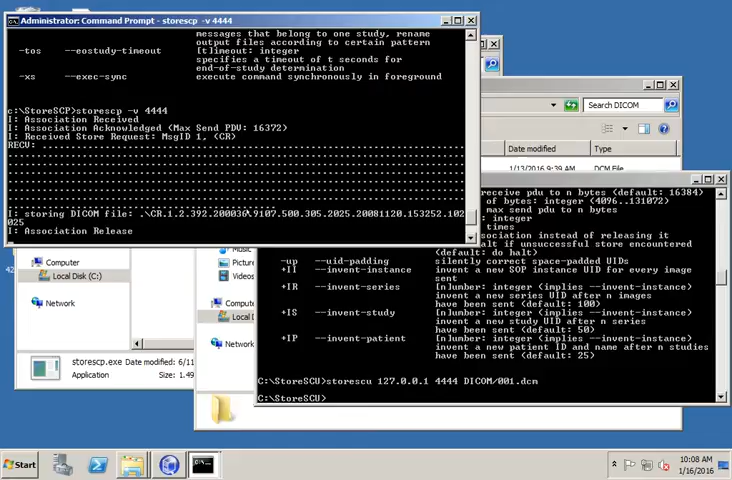 Administrator: Command Prompt - storescp -v 4444
messages that belong to one study, rename
output files according to certain pattern
-tos --eostudy-timeout [t]imeout: integer
specifies a timeout of t seconds for
end-of-study determination
-xs --exec-sync execute command synchronously in foreground
c:\StoreSCP>storescp -v 4444
I: Association Received
I: Association Acknowledged (Max Send PDV: 16372)
I: Received Store Request: MsgID 1, (CR)
RECV:
I: storing DICOM file: .\CR.1.2.392.200036.9107.500.305.2025.20081120.153252.102
025
I: Association Release
Search DICOM
Date modified
Type
1/13/2016 9:39 AM
DCM File
receive pdu to n bytes (default: 16384)
of bytes: integer (4096..131072)
max send pdu to n bytes
integer
times
association instead of releasing it
halt if unsuccessful store encountered
(default: do halt)
-up --uid-padding silently correct space-padded UIDs
+II --invent-instance invent a new SOP instance UID for every image
sent
+IR --invent-series [n]umber: integer (implies --invent-instance)
invent a new series UID after n images
have been sent (default: 100)
+IS --invent-study [n]umber: integer (implies --invent-instance)
invent a new study UID after n series
have been sent (default: 50)
+IP --invent-patient [n]umber: integer (implies --invent-instance)
invent a new patient ID and name after n studies
have been sent (default: 25)
C:\StoreSCU>storescu 127.0.0.1 4444 DICOM/001.dcm
C:\StoreSCU>
Computer
Local Disk (C:)
Network
Music
Pictur
Videos
Compute
Local D
Network
storescp.exe Date modified: 6/11
Application Size: 1.49
42
Start
10:08 AM
1/16/2016